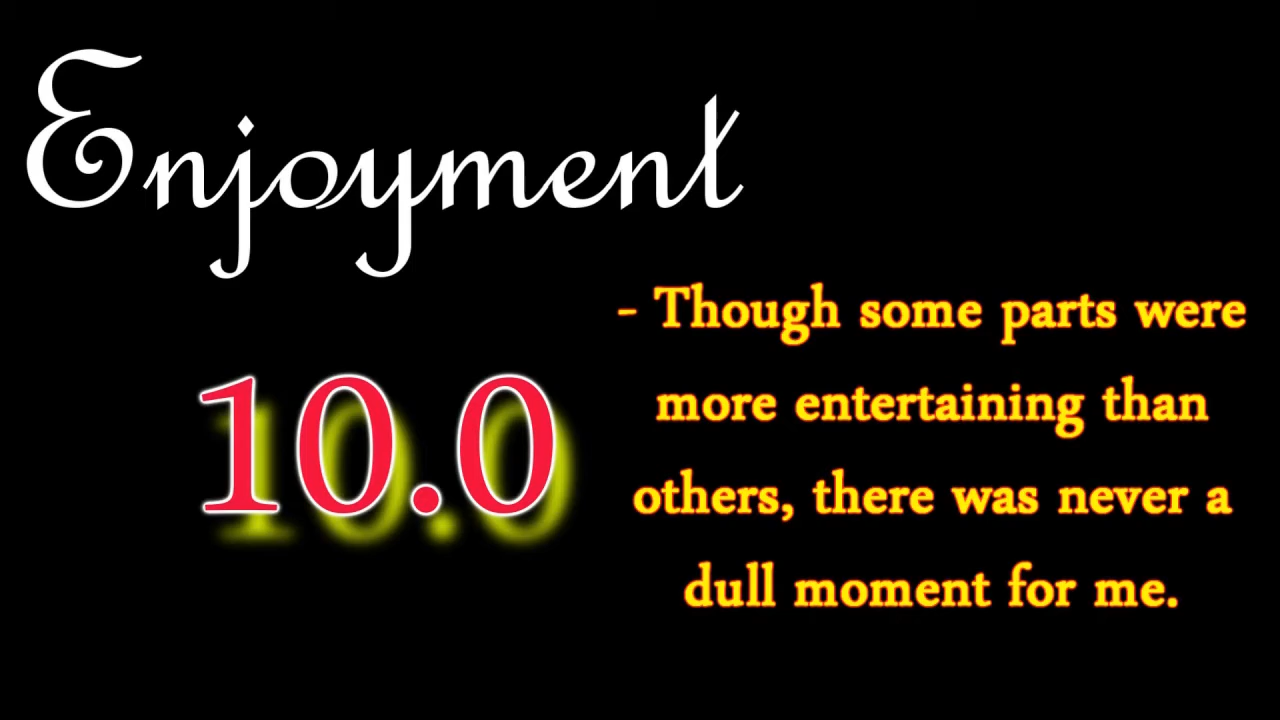 Enjoyment
10.0
- Though some parts were
more entertaining than
others, there was never a
dull moment for me.